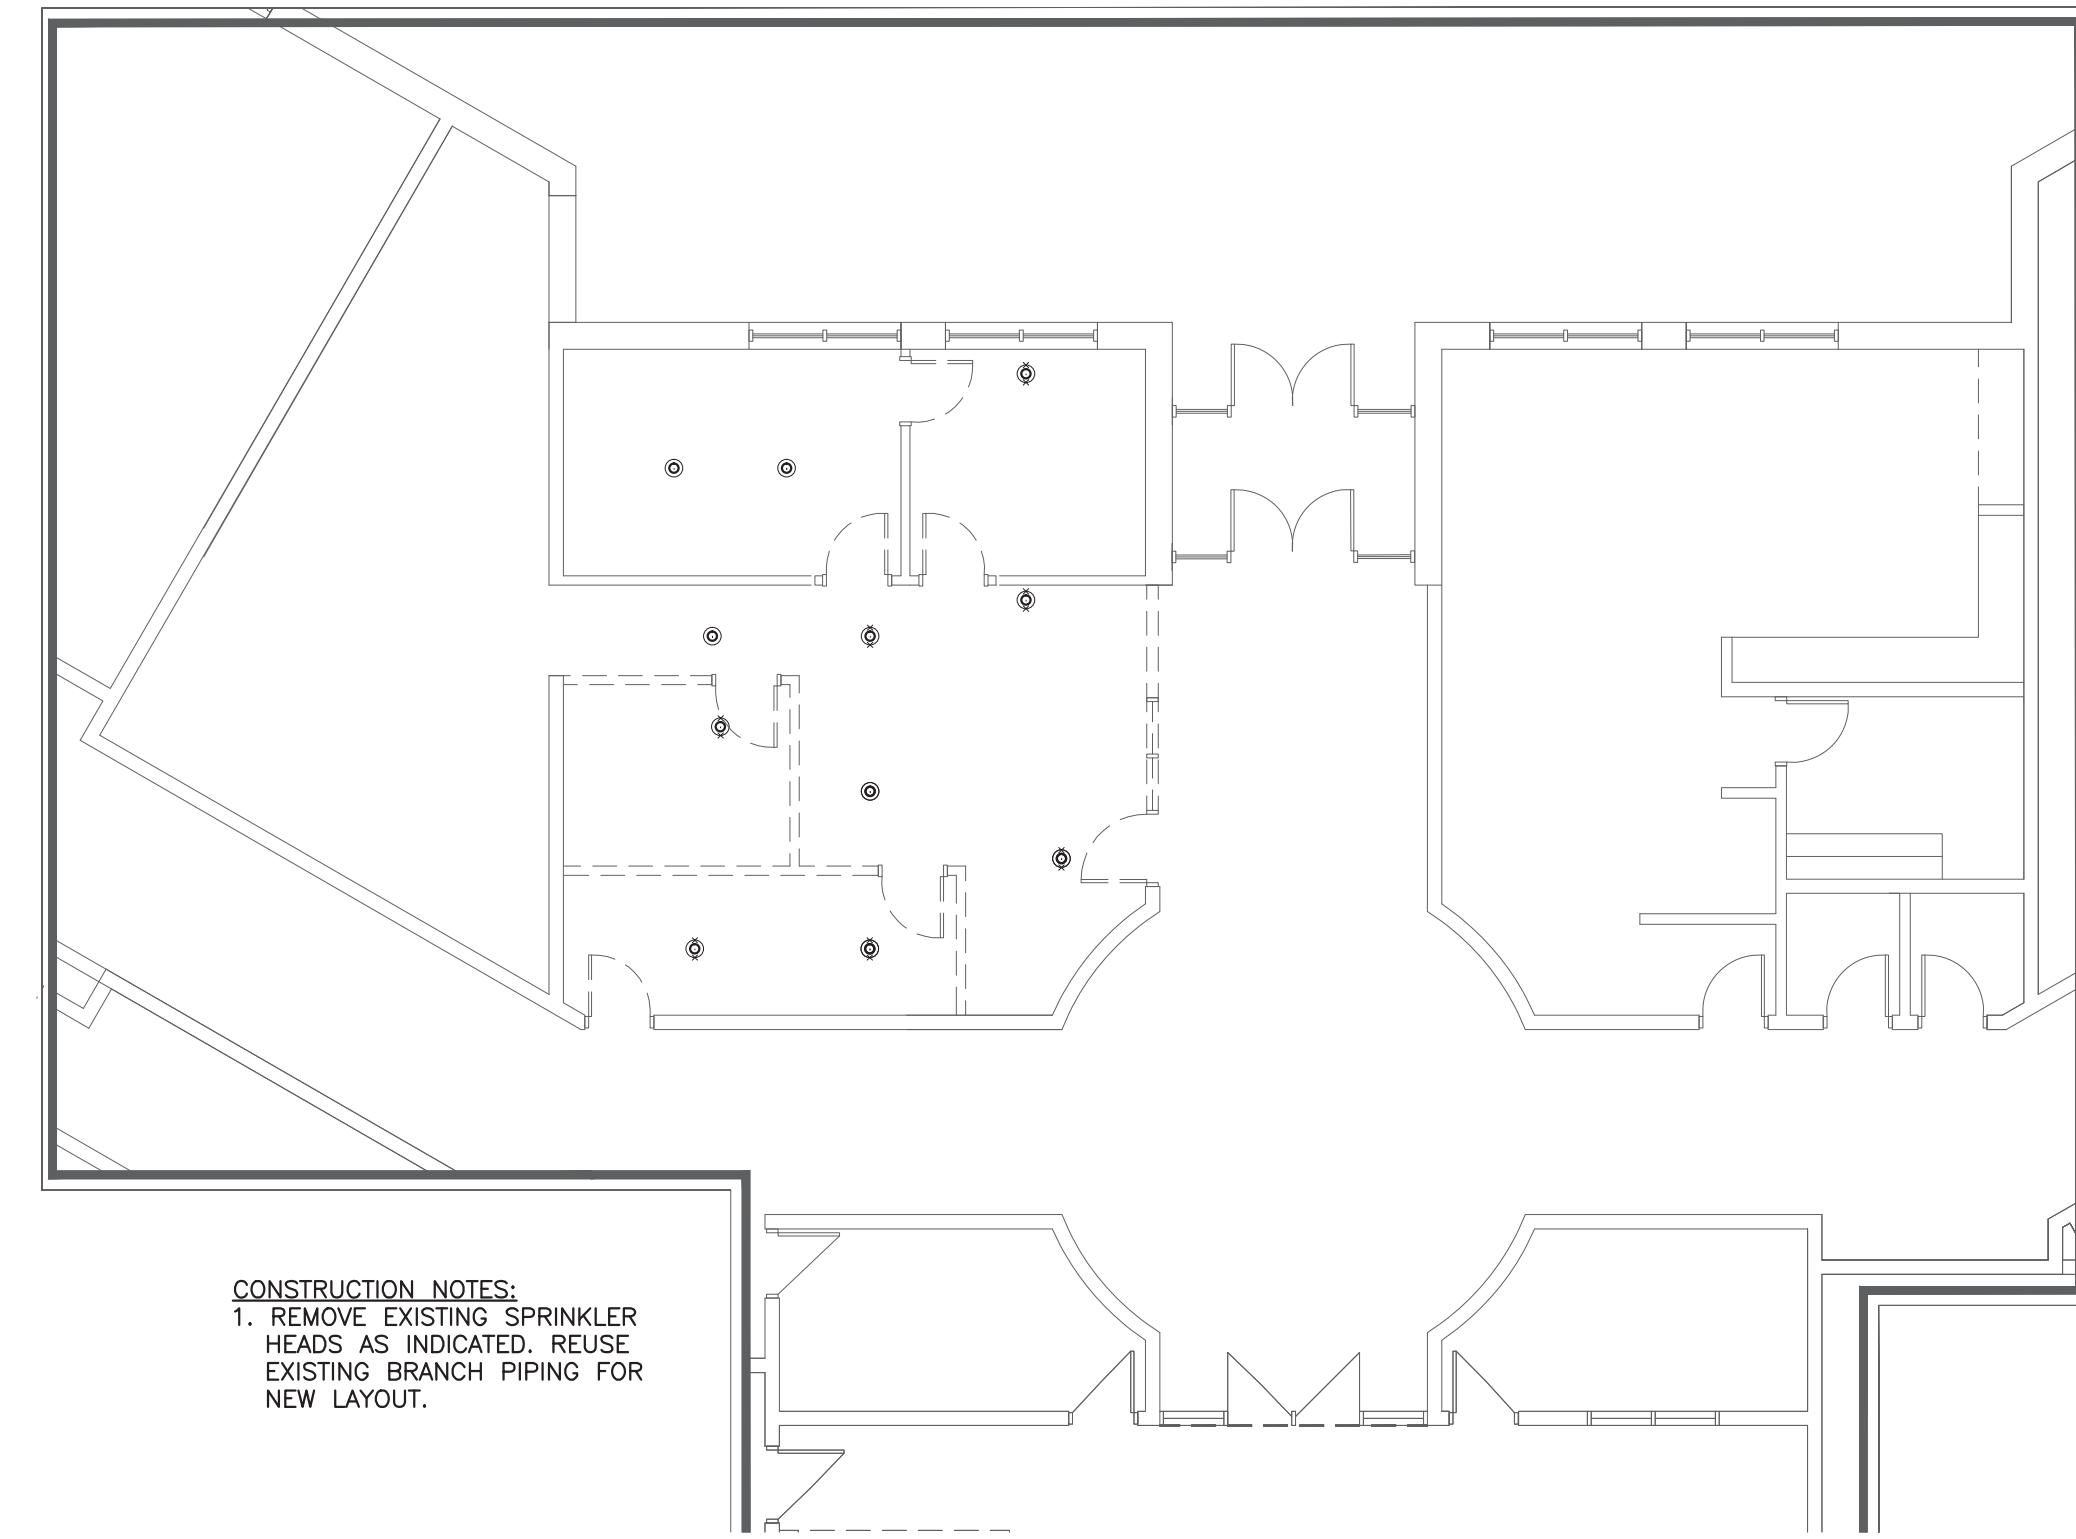 CONSTRUCTION NOTES:
1. REMOVE EXISTING SPRINKLER
HEADS AS INDICATED. REUSE
EXISTING BRANCH PIPING FOR
NEW LAYOUT.